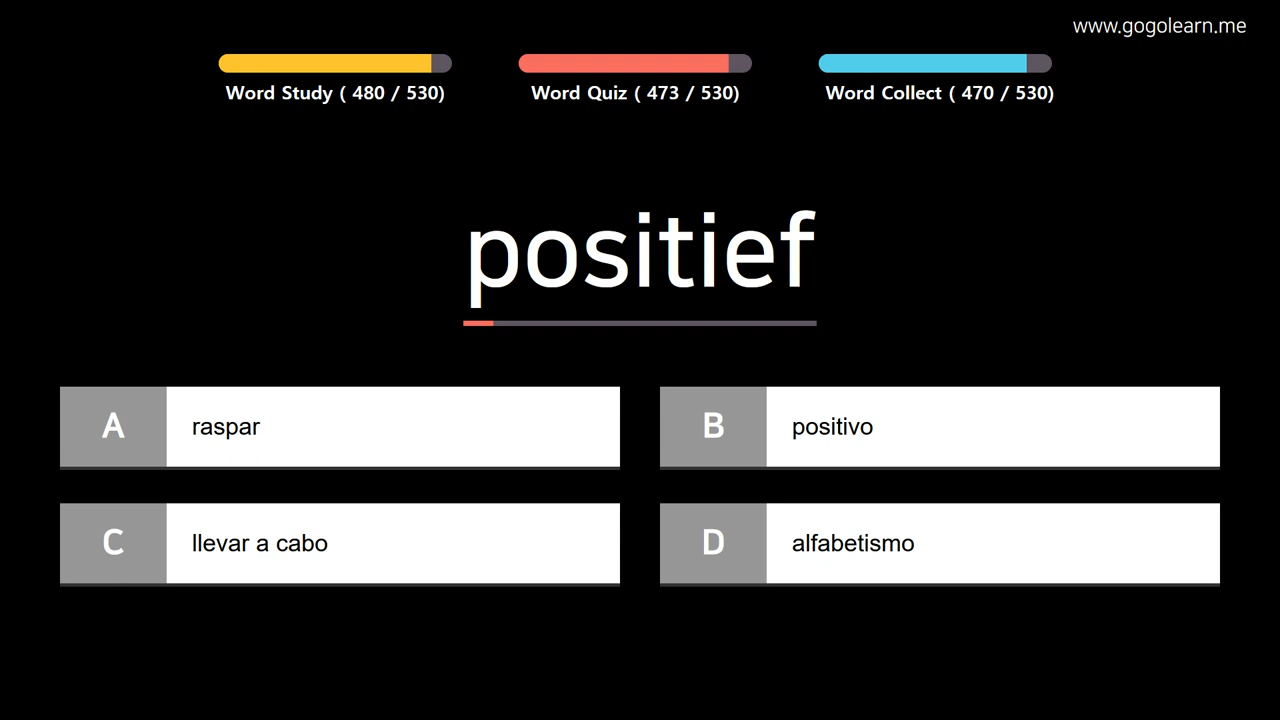 www.gogolearn.me
Word Study ( 480 / 530)
Word Quiz ( 473 / 530)
Word Collect ( 470 / 530)
positief
A raspar
B positivo
C llevar a cabo
D alfabetismo